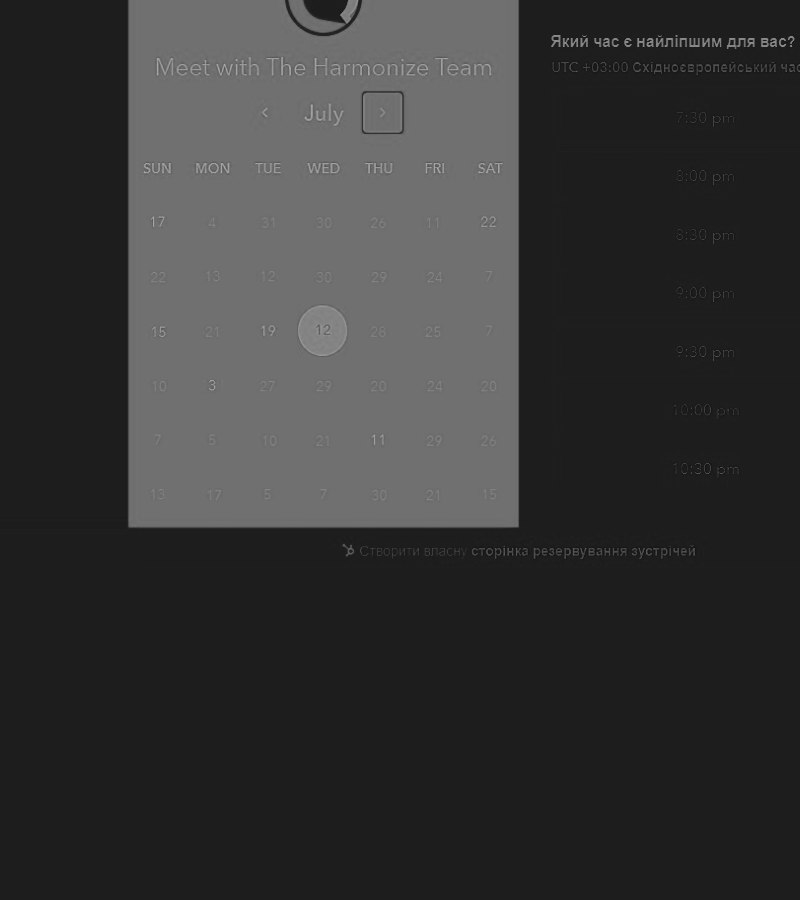 Meet with The Harmonize Team
July
SUN MON TUE WED THU FRI SAT
17 4 31 30 26 11 22
22 13 12 30 29 24 7
15 21 19 12 28 25 7
10 3 27 29 20 24 20
7 5 10 21 11 29 26
13 17 5 7 30 21 15
Який час є найліпшим для вас?
UTC +03:00 Східноєвропейський час
7:30 pm
8:00 pm
8:30 pm
9:00 pm
9:30 pm
10:00 pm
10:30 pm
Створити власну сторінка резервування зустрічей